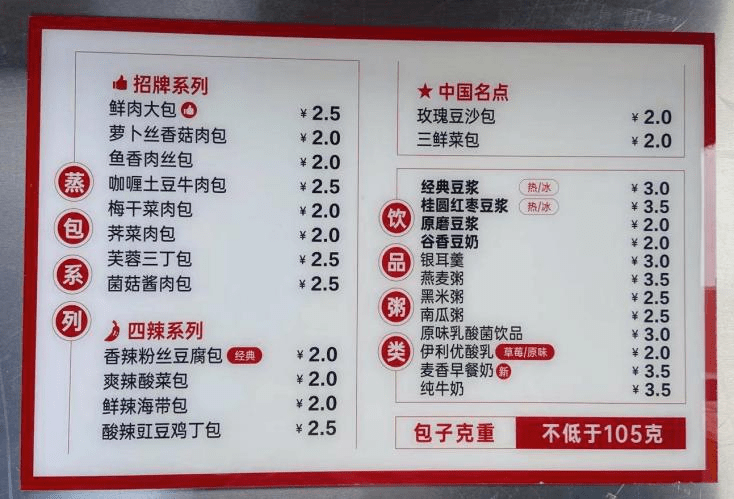 蒸包系列
招牌系列
鲜肉大包 ¥2.5
萝卜丝香菇肉包 ¥2.0
鱼香肉丝包 ¥2.0
咖喱土豆牛肉包 ¥2.5
梅干菜肉包 ¥2.0
荠菜肉包 ¥2.0
芙蓉三丁包 ¥2.5
菌菇酱肉包 ¥2.5
四辣系列
香辣粉丝豆腐包 经典 ¥2.0
爽辣酸菜包 ¥2.0
鲜辣海带包 ¥2.0
酸辣豇豆鸡丁包 ¥2.5
中国名点
玫瑰豆沙包 ¥2.0
三鲜菜包 ¥2.0
饮品粥类
经典豆浆 热/冰 ¥3.0
桂圆红枣豆浆 热/冰 ¥3.5
原磨豆浆 ¥2.0
谷香豆奶 ¥2.0
银耳羹 ¥3.0
燕麦粥 ¥3.5
黑米粥 ¥2.5
南瓜粥 ¥2.5
原味乳酸菌饮品 ¥3.0
伊利优酸乳 草莓/原味 ¥2.0
麦香早餐奶 新 ¥3.5
纯牛奶 ¥3.5
包子克重 不低于105克